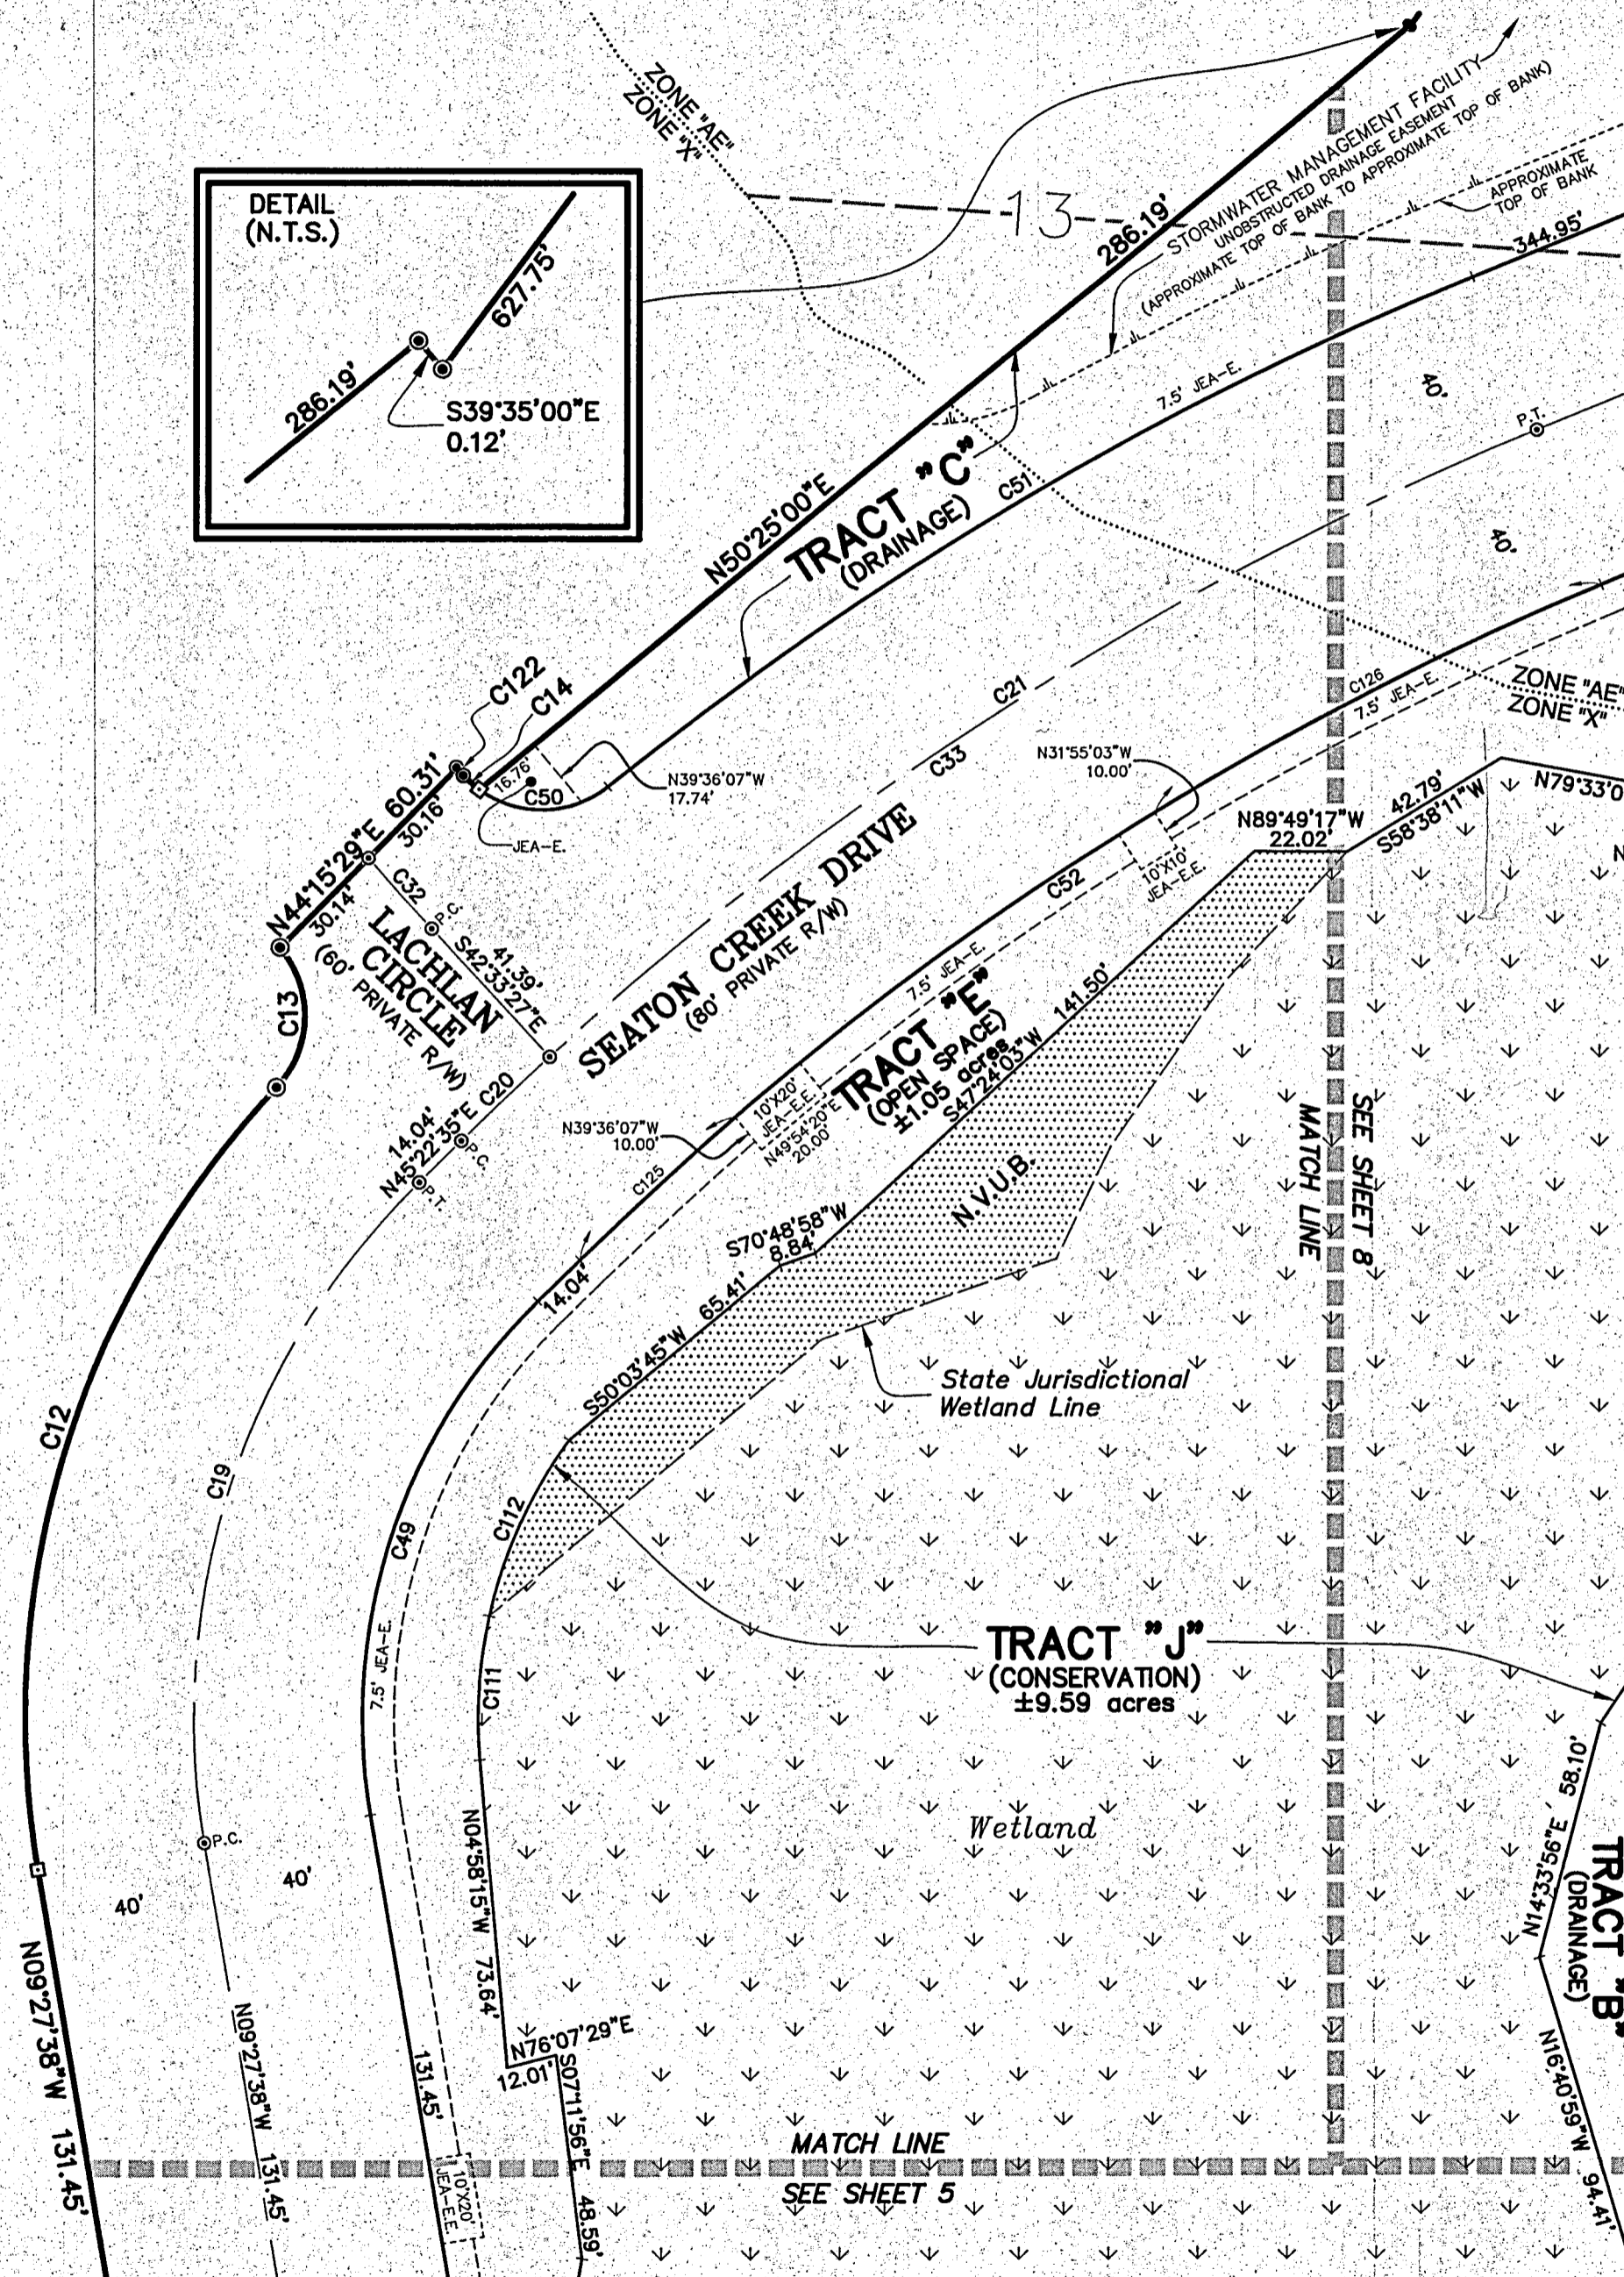 ZONE "AE"
ZONE "X"
DETAIL
(N.T.S.)
627.75'
286.19'
S39°35'00"E
0.12'
13
286.19'
STORMWATER MANAGEMENT FACILITY
UNOBSTRUCTED DRAINAGE EASEMENT
(APPROXIMATE TOP OF BANK TO APPROXIMATE TOP OF BANK)
APPROXIMATE
TOP OF BANK
344.95'
7.5' JEA-E.
40'
P.T.
40'
N50°25'00"E
TRACT "C"
(DRAINAGE)
C51
C122
C14
16.76'
C50
N39°36'07"W
17.74'
JEA-E.
C21
C33
N31°55'03"W
10.00'
C126
7.5' JEA-E.
ZONE "AE"
ZONE "X"
N44°15'29"E 60.31'
30.16'
30.14'
C32
P.C.
41.39'
S42°33'27"E
LACHLAN
CIRCLE
(60' PRIVATE R/W)
C13
SEATON CREEK DRIVE
(80' PRIVATE R/W)
N89°49'17"W
22.02'
42.79'
S58°38'11"W
N79°33'0
N
C52
10'X10'
JEA-E.E.
7.5' JEA-E.
TRACT "E"
(OPEN SPACE)
±1.05 acres
S47°24'03"W 141.50'
C20
P.C.
14.04'
N45°22'35"E
P.T.
N39°36'07"W
10.00'
10'X20'
JEA-E.E.
N49°54'20"E
20.00'
C125
N.V.U.B.
SEE SHEET 8
MATCH LINE
S70°48'58"W
8.84'
14.04'
S50°03'45"W 65.41'
State Jurisdictional
Wetland Line
C12
C19
C49
C112
7.5' JEA-E.
C111
TRACT "J"
(CONSERVATION)
±9.59 acres
Wetland
P.C.
40'
40'
N04°58'15"W 73.64'
N14°33'56"E 58.10'
TRACT "B"
(DRAINAGE)
N09°27'38"W 131.45'
N09°27'38"W 131.45'
131.45'
N76°07'29"E
12.01'
S07°11'56"E 48.59'
N16°40'59"W 94.41'
10'X20'
JEA-E.E.
MATCH LINE
SEE SHEET 5